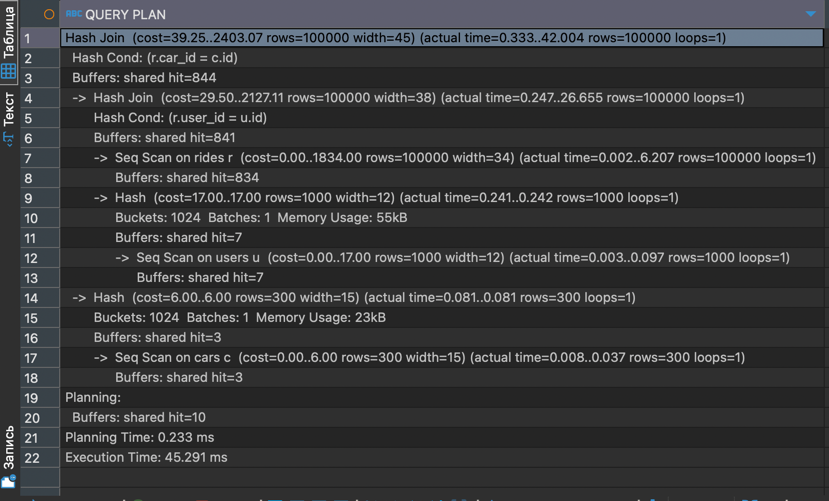 Таблица
Текст
Запись
ABC QUERY PLAN
1 Hash Join (cost=39.25..2403.07 rows=100000 width=45) (actual time=0.333..42.004 rows=100000 loops=1)
2 Hash Cond: (r.car_id = c.id)
3 Buffers: shared hit=844
4 -> Hash Join (cost=29.50..2127.11 rows=100000 width=38) (actual time=0.247..26.655 rows=100000 loops=1)
5 Hash Cond: (r.user_id = u.id)
6 Buffers: shared hit=841
7 -> Seq Scan on rides r (cost=0.00..1834.00 rows=100000 width=34) (actual time=0.002..6.207 rows=100000 loops=1)
8 Buffers: shared hit=834
9 -> Hash (cost=17.00..17.00 rows=1000 width=12) (actual time=0.241..0.242 rows=1000 loops=1)
10 Buckets: 1024 Batches: 1 Memory Usage: 55kB
11 Buffers: shared hit=7
12 -> Seq Scan on users u (cost=0.00..17.00 rows=1000 width=12) (actual time=0.003..0.097 rows=1000 loops=1)
13 Buffers: shared hit=7
14 -> Hash (cost=6.00..6.00 rows=300 width=15) (actual time=0.081..0.081 rows=300 loops=1)
15 Buckets: 1024 Batches: 1 Memory Usage: 23kB
16 Buffers: shared hit=3
17 -> Seq Scan on cars c (cost=0.00..6.00 rows=300 width=15) (actual time=0.008..0.037 rows=300 loops=1)
18 Buffers: shared hit=3
19 Planning:
20 Buffers: shared hit=10
21 Planning Time: 0.233 ms
22 Execution Time: 45.291 ms